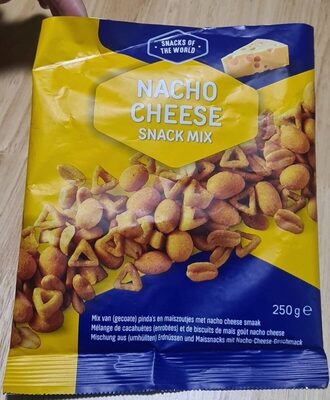 SNACKS OF
THE WORLD
NACHO
CHEESE
SNACK MIX
250 g ℮
Mix van (gecoate) pinda's en maïszoutjes met nacho cheese smaak
Mélange de cacahuètes (enrobées) et de biscuits de maïs goût nacho cheese
Mischung aus (umhüllten) Erdnüssen und Maissnacks mit Nacho-Cheese-Geschmack